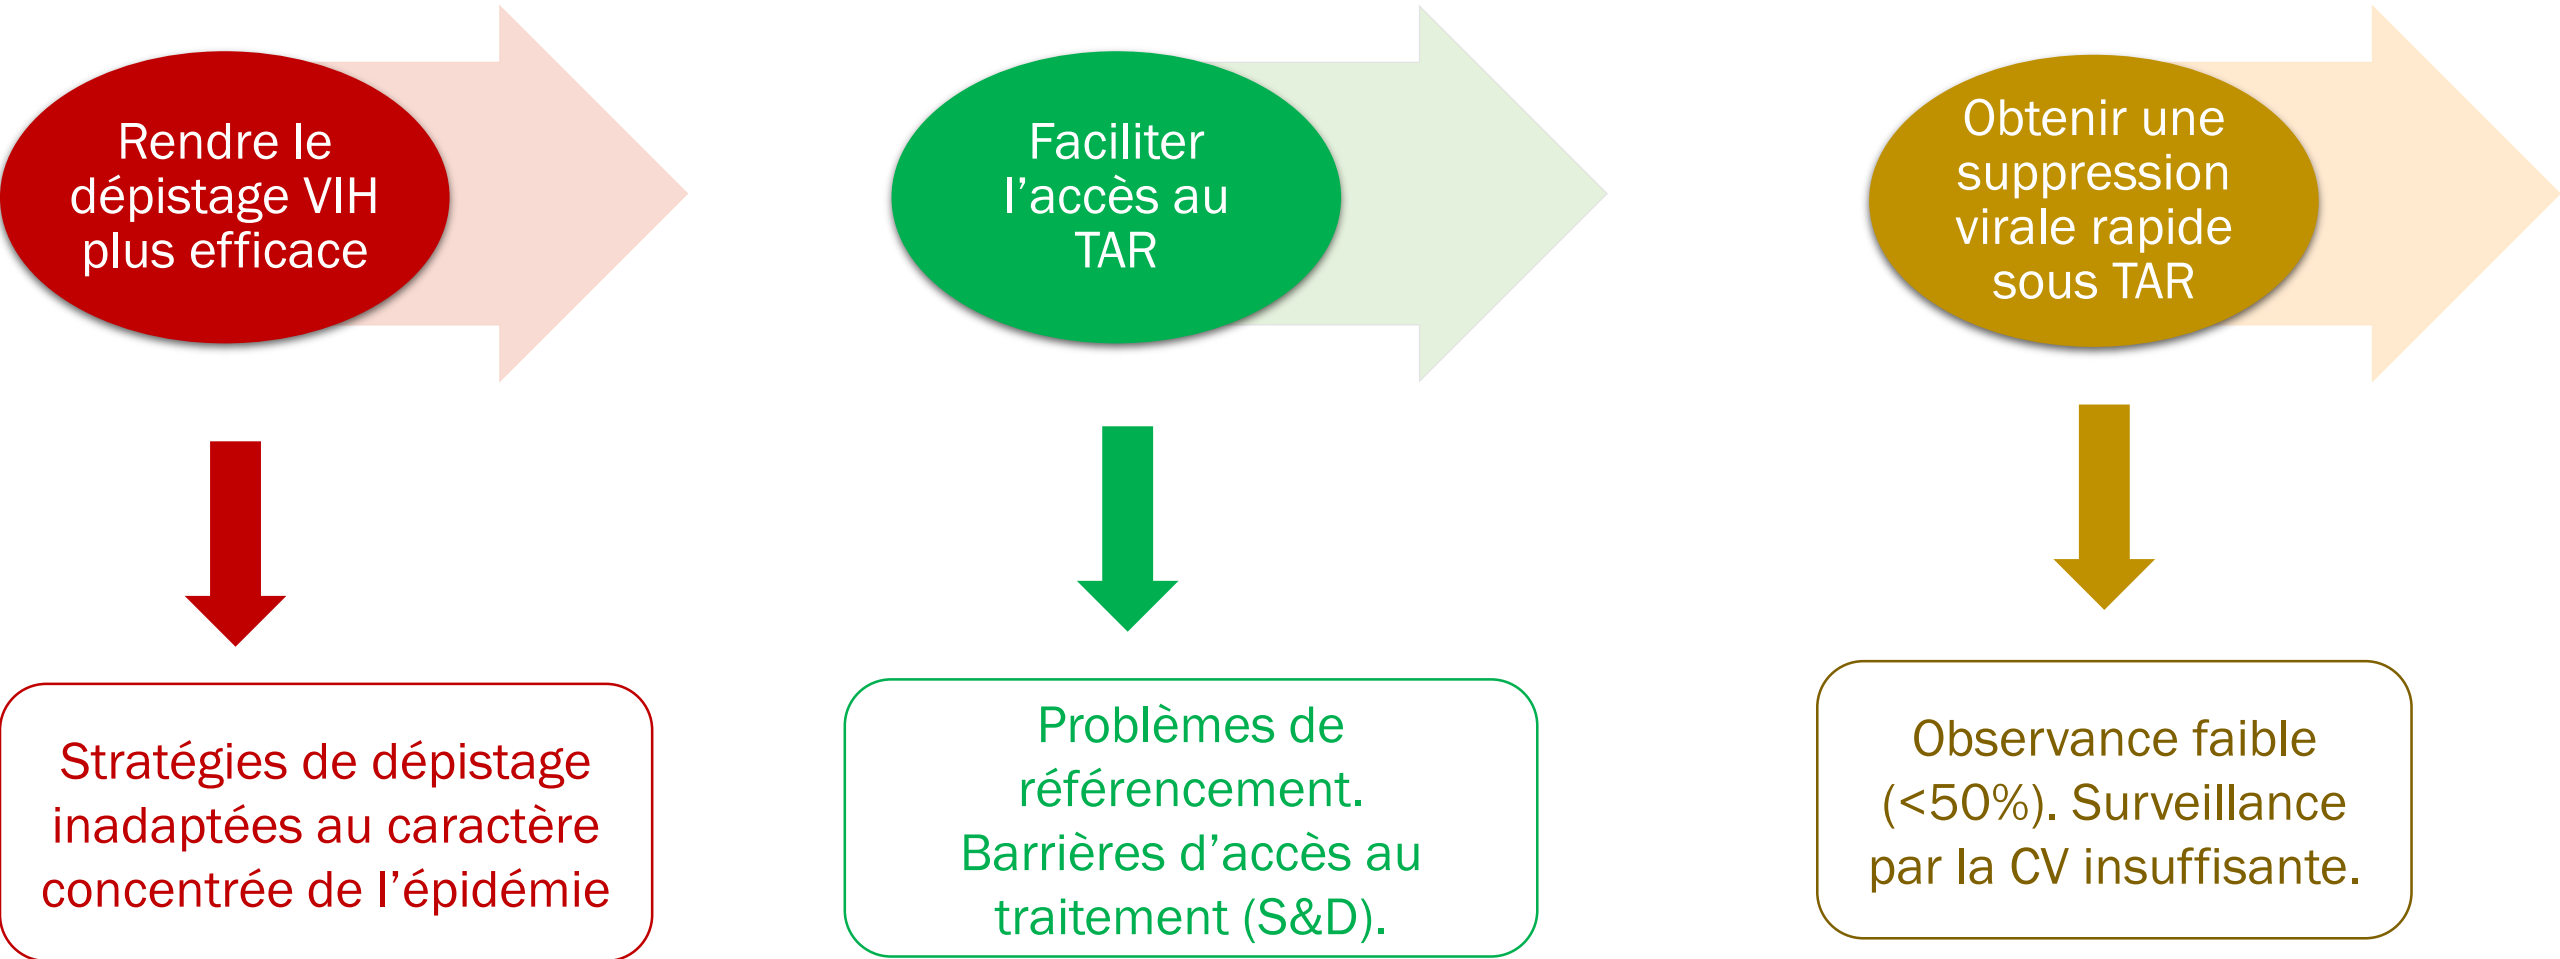 Rendre le
dépistage VIH
plus efficace
Faciliter
l’accès au
TAR
Obtenir une
suppression
virale rapide
sous TAR
Stratégies de dépistage
inadaptées au caractère
concentrée de l’épidémie
Problèmes de
référencement.
Barrières d’accès au
traitement (S&D).
Observance faible
(<50%). Surveillance
par la CV insuffisante.